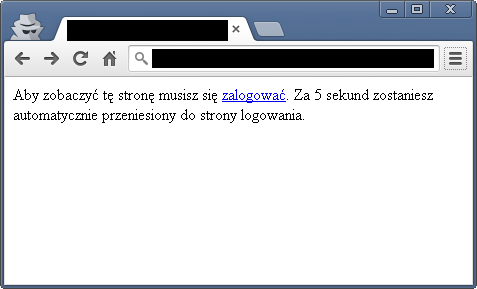 Aby zobaczyć tę stronę musisz się zalogować. Za 5 sekund zostaniesz
automatycznie przeniesiony do strony logowania.